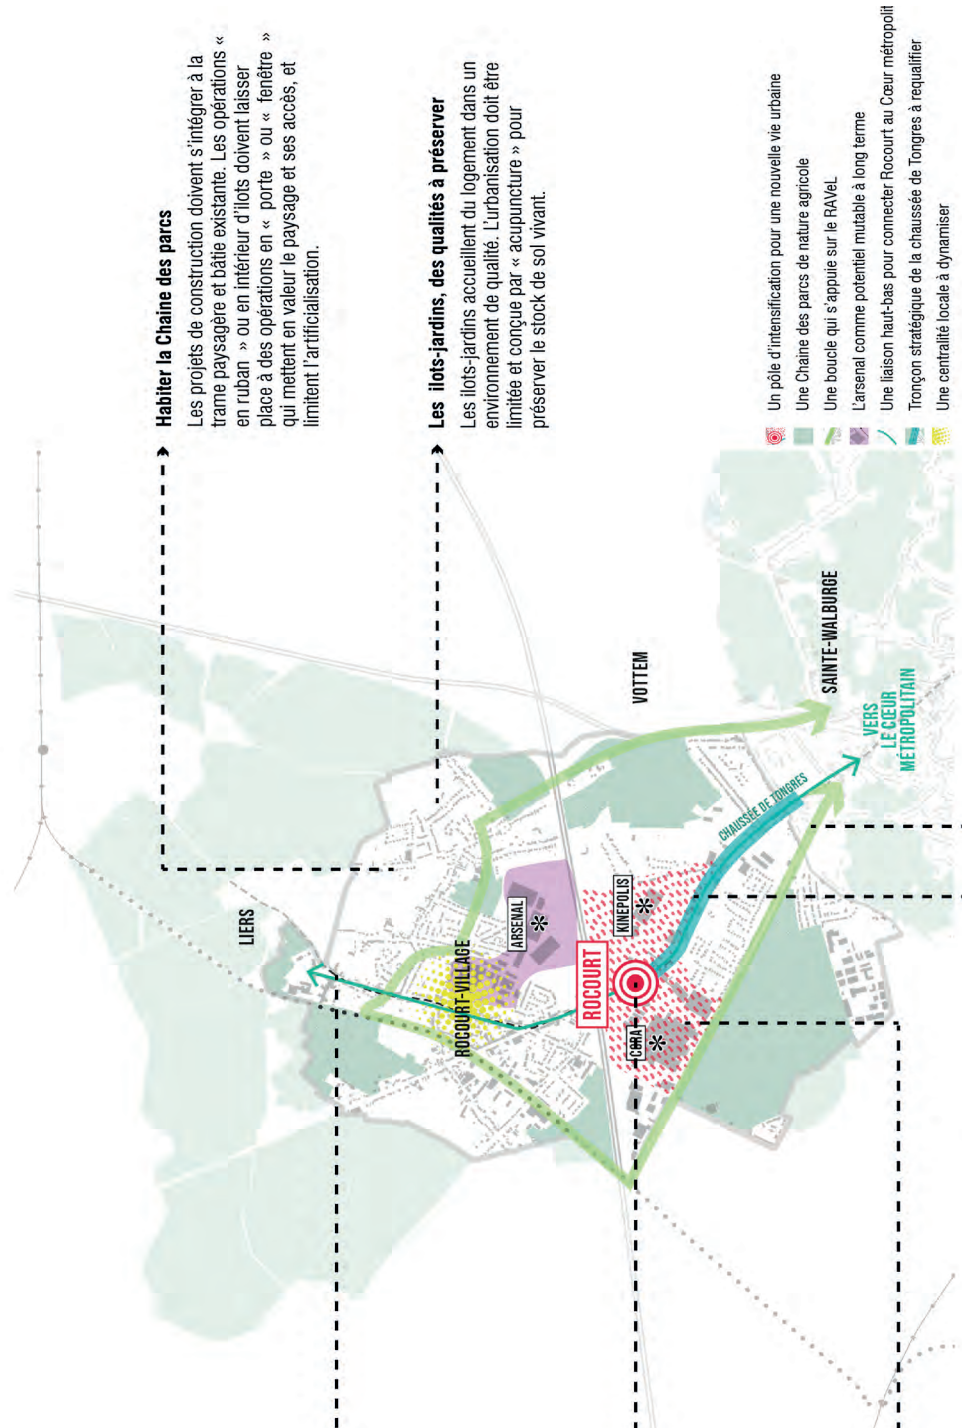 Habiter la Chaine des parcs
Les projets de construction doivent s'intégrer à la
trame paysagère et bâtie existante. Les opérations «
en ruban » ou en intérieur d'ilots doivent laisser
place à des opérations en « porte » ou « fenêtre »
qui mettent en valeur le paysage et ses accès, et
limitent l'artificialisation.
Les ilots-jardins, des qualités à préserver
Les ilots-jardins accueillent du logement dans un
environnement de qualité. L'urbanisation doit être
limitée et conçue par « acupuncture » pour
préserver le stock de sol vivant.
LIERS
ROCOURT-VILLAGE
ARSENAL
ROCOURT
KINEPOLIS
CORA
VOTTEM
CHAUSSÉE DE TONGRES
SAINTE-WALBURGE
VERS
LE CŒUR
MÉTROPOLITAIN
Un pôle d'intensification pour une nouvelle vie urbaine
Une Chaine des parcs de nature agricole
Une boucle qui s'appuie sur le RAVeL
L'arsenal comme potentiel mutable à long terme
Une liaison haut-bas pour connecter Rocourt au Cœur métropolit
Tronçon stratégique de la chaussée de Tongres à requalifier
Une centralité locale à dynamiser